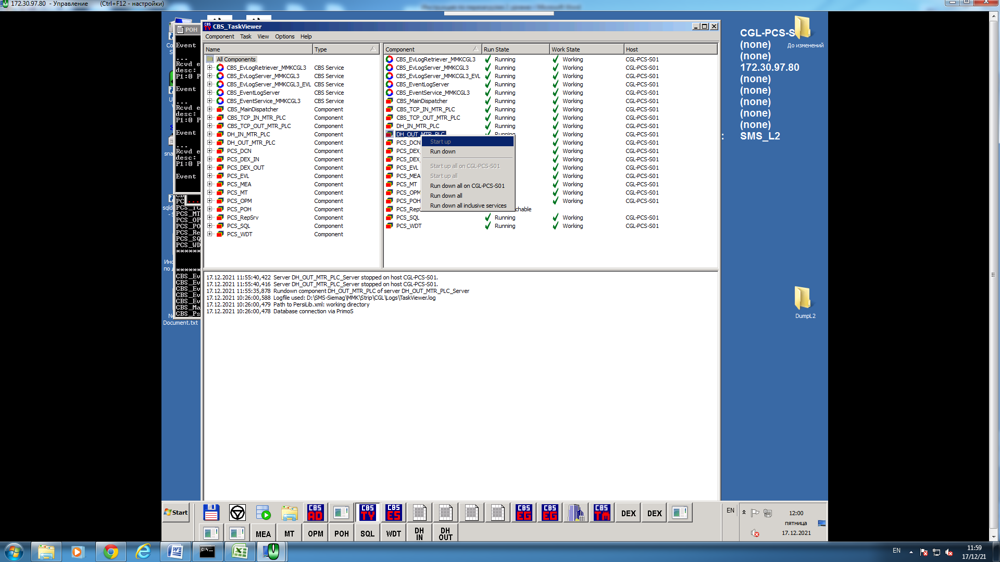 172.30.97.80 - Управление (Ctrl+F12 - настройки)
POH
Event
...
Rcvd e
desc:
P1:0 P
Event
...
Rcvd e
desc:
P1:0 P
Event
...
Rcvd e
desc:
P1:0 P
Event
PCS_MT
PCS_OP
PCS_PO
PCS_Re
PCS_SQ
PCS_WD
CBS_Ev
CBS_Ev
CBS_Ev
CBS_Ev
CBS_Ev
CBS_Ma
CBS_Ps
Document.txt
CBS_TaskViewer
Component Task View Options Help
Name Type
All Components
CBS_EvLogRetriever_MMKCGL3 CBS Service
CBS_EvLogServer_MMKCGL3 CBS Service
CBS_EvLogServer_MMKCGL3_EVL CBS Service
CBS_EventLogServer CBS Service
CBS_EventService_MMKCGL3 CBS Service
CBS_MainDispatcher Component
CBS_TCP_IN_MTR_PLC Component
CBS_TCP_OUT_MTR_PLC Component
DH_IN_MTR_PLC Component
DH_OUT_MTR_PLC Component
PCS_DCN Component
PCS_DEX_IN Component
PCS_DEX_OUT Component
PCS_EVL Component
PCS_MEA Component
PCS_MT Component
PCS_OPM Component
PCS_POH Component
PCS_RepSrv Component
PCS_SQL Component
PCS_WDT Component
Component Run State Work State Host
CBS_EvLogRetriever_MMKCGL3 Running Working CGL-PCS-S01
CBS_EvLogServer_MMKCGL3 Running Working CGL-PCS-S01
CBS_EvLogServer_MMKCGL3_EVL Running Working CGL-PCS-S01
CBS_EventLogServer Running Working CGL-PCS-S01
CBS_EventService_MMKCGL3 Running Working CGL-PCS-S01
CBS_MainDispatcher Running Working CGL-PCS-S01
CBS_TCP_IN_MTR_PLC Running Working CGL-PCS-S01
CBS_TCP_OUT_MTR_PLC Running Working CGL-PCS-S01
DH_IN_MTR_PLC Running Working CGL-PCS-S01
DH_OUT_MTR_PLC Running Working CGL-PCS-S01
PCS_DCN Working CGL-PCS-S01
PCS_DEX_ Working CGL-PCS-S01
PCS_DEX_ Working CGL-PCS-S01
PCS_EVL Working CGL-PCS-S01
PCS_MEA Working CGL-PCS-S01
PCS_MT Working CGL-PCS-S01
PCS_OPM Working CGL-PCS-S01
PCS_POH Working CGL-PCS-S01
PCS_RepS chable
PCS_SQL Running Working CGL-PCS-S01
PCS_WDT Running Working CGL-PCS-S01
Start up
Run down
Start up all on CGL-PCS-S01
Start up all
Run down all on CGL-PCS-S01
Run down all
Run down all inclusive services
17.12.2021 11:55:40,422 Server DH_OUT_MTR_PLC_Server stopped on host CGL-PCS-S01.
17.12.2021 11:55:40,416 Server DH_OUT_MTR_PLC_Server stopped on host CGL-PCS-S01.
17.12.2021 11:55:35,878 Rundown component DH_OUT_MTR_PLC of server DH_OUT_MTR_PLC_Server
17.12.2021 10:26:00,588 Logfile used: D:\SMS-Siemag\MMK\Strip\CGL\Logs\TaskViewer.log
17.12.2021 10:26:00,479 Path to PersiLib.xml: working directory
17.12.2021 10:26:00,478 Database connection via PrimoS
CGL-PCS-S
(none)
(none)
172.30.97.80
(none)
(none)
(none)
(none)
(none)
: SMS_L2
До изменений
DumpL2
Start
CBS AD
CBS TV
CBS ES
CBS EG
CBS EG
CBS TM
DEX
DEX
MEA MT OPM POH SQL WDT DH IN DH OUT
EN
12:00
пятница
17.12.2021
EN
11:59
17/12/21